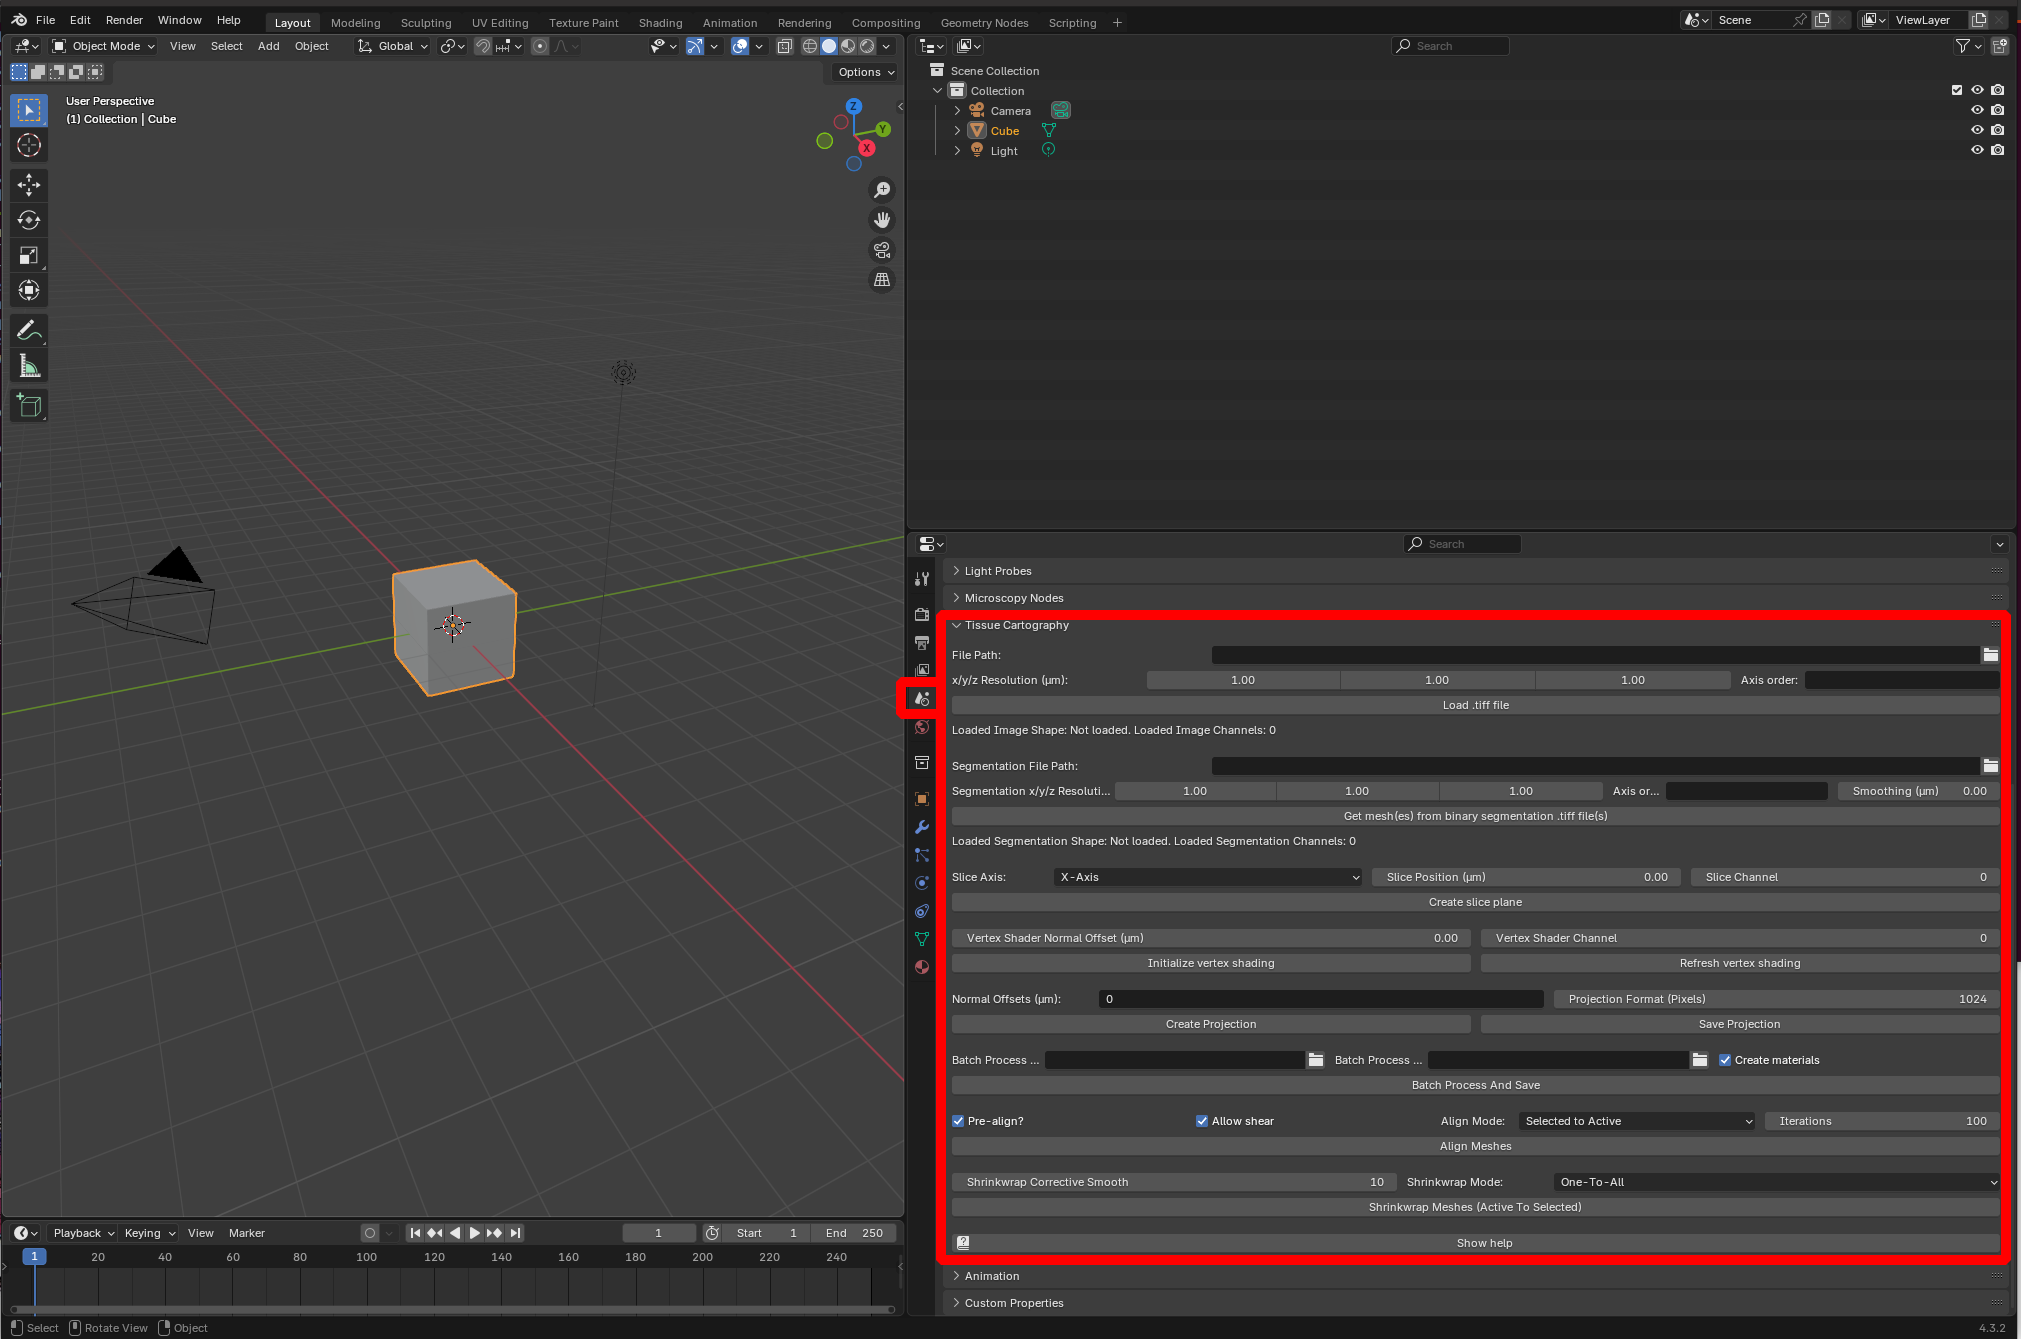 File Edit Render Window Help Layout Modeling Sculpting UV Editing Texture Paint Shading Animation Rendering Compositing Geometry Nodes Scripting + Scene ViewLayer
Object Mode View Select Add Object Global
Options
User Perspective
(1) Collection | Cube
Z
Y
X
Search
Scene Collection
Collection
Camera
Cube
Light
Search
Light Probes
Microscopy Nodes
Tissue Cartography
File Path:
x/y/z Resolution (µm): 1.00 1.00 1.00 Axis order:
Load .tiff file
Loaded Image Shape: Not loaded. Loaded Image Channels: 0
Segmentation File Path:
Segmentation x/y/z Resoluti... 1.00 1.00 1.00 Axis or... Smoothing (µm) 0.00
Get mesh(es) from binary segmentation .tiff file(s)
Loaded Segmentation Shape: Not loaded. Loaded Segmentation Channels: 0
Slice Axis: X-Axis Slice Position (µm) 0.00 Slice Channel 0
Create slice plane
Vertex Shader Normal Offset (µm) 0.00 Vertex Shader Channel 0
Initialize vertex shading Refresh vertex shading
Normal Offsets (µm): 0 Projection Format (Pixels) 1024
Create Projection Save Projection
Batch Process ... Batch Process ... Create materials
Batch Process And Save
Pre-align? Allow shear Align Mode: Selected to Active Iterations 100
Align Meshes
Shrinkwrap Corrective Smooth 10 Shrinkwrap Mode: One-To-All
Shrinkwrap Meshes (Active To Selected)
? Show help
Animation
Custom Properties
Playback Keying View Marker 1 Start 1 End 250
1 20 40 60 80 100 120 140 160 180 200 220 240
Select Rotate View Object 4.3.2